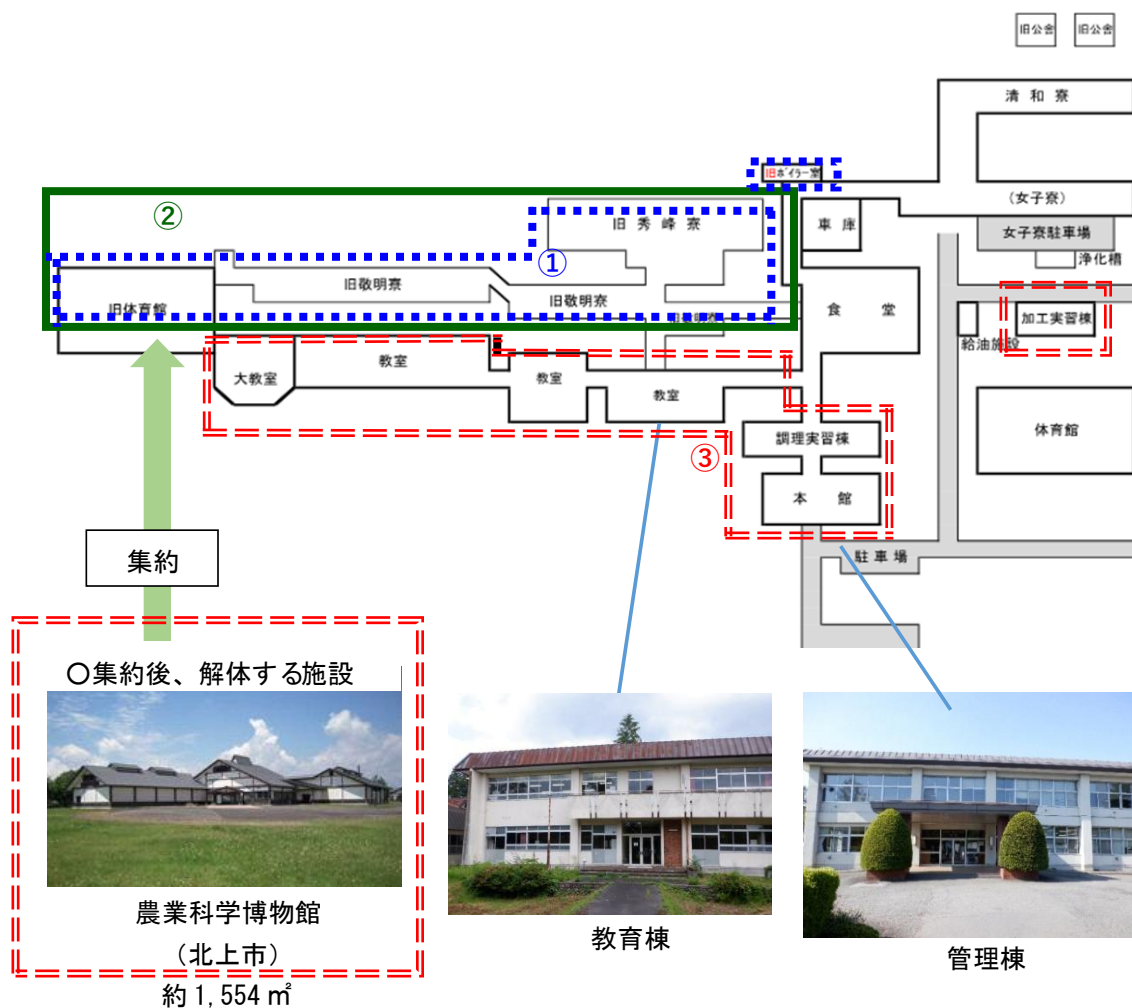 旧公舎 旧公舎
清和寮
旧ボイラー室
(女子寮)
②
旧秀峰寮
車庫
女子寮駐車場
①
浄化槽
旧敬明寮
旧体育館
旧敬明寮
食堂
旧敬明寮
加工実習棟
給油施設
教室
大教室
教室
教室
調理実習棟
体育館
③
本館
集約
駐車場
〇集約後、解体する施設
農業科学博物館
(北上市)
約1,554㎡
教育棟
管理棟